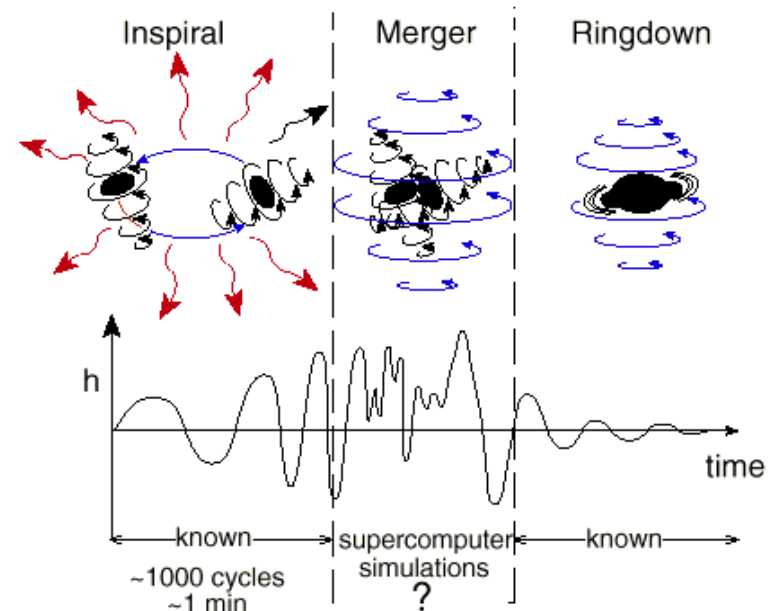 Inspiral
Merger
Ringdown
h
time
known
supercomputer
simulations
?
known
~1000 cycles
~1 min